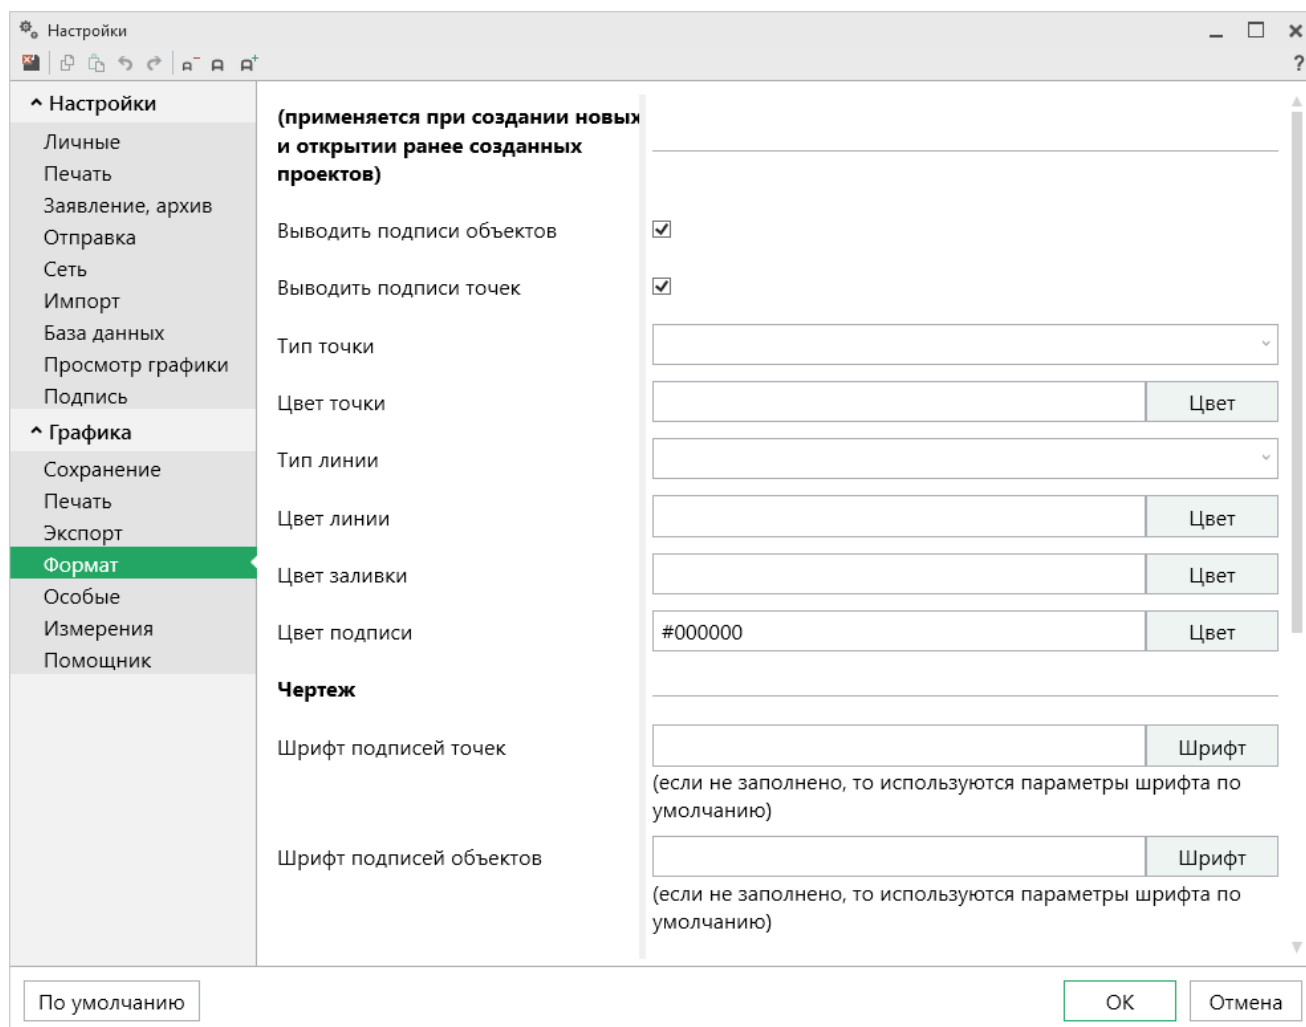 Настройки
?
Настройки
Личные
Печать
Заявление, архив
Отправка
Сеть
Импорт
База данных
Просмотр графики
Подпись
Графика
Сохранение
Печать
Экспорт
Формат
Особые
Измерения
Помощник
(применяется при создании новых
и открытии ранее созданных
проектов)
Выводить подписи объектов
Выводить подписи точек
Тип точки
Цвет точки Цвет
Тип линии
Цвет линии Цвет
Цвет заливки Цвет
Цвет подписи #000000 Цвет
Чертеж
Шрифт подписей точек Шрифт
(если не заполнено, то используются параметры шрифта по
умолчанию)
Шрифт подписей объектов Шрифт
(если не заполнено, то используются параметры шрифта по
умолчанию)
По умолчанию ОК Отмена